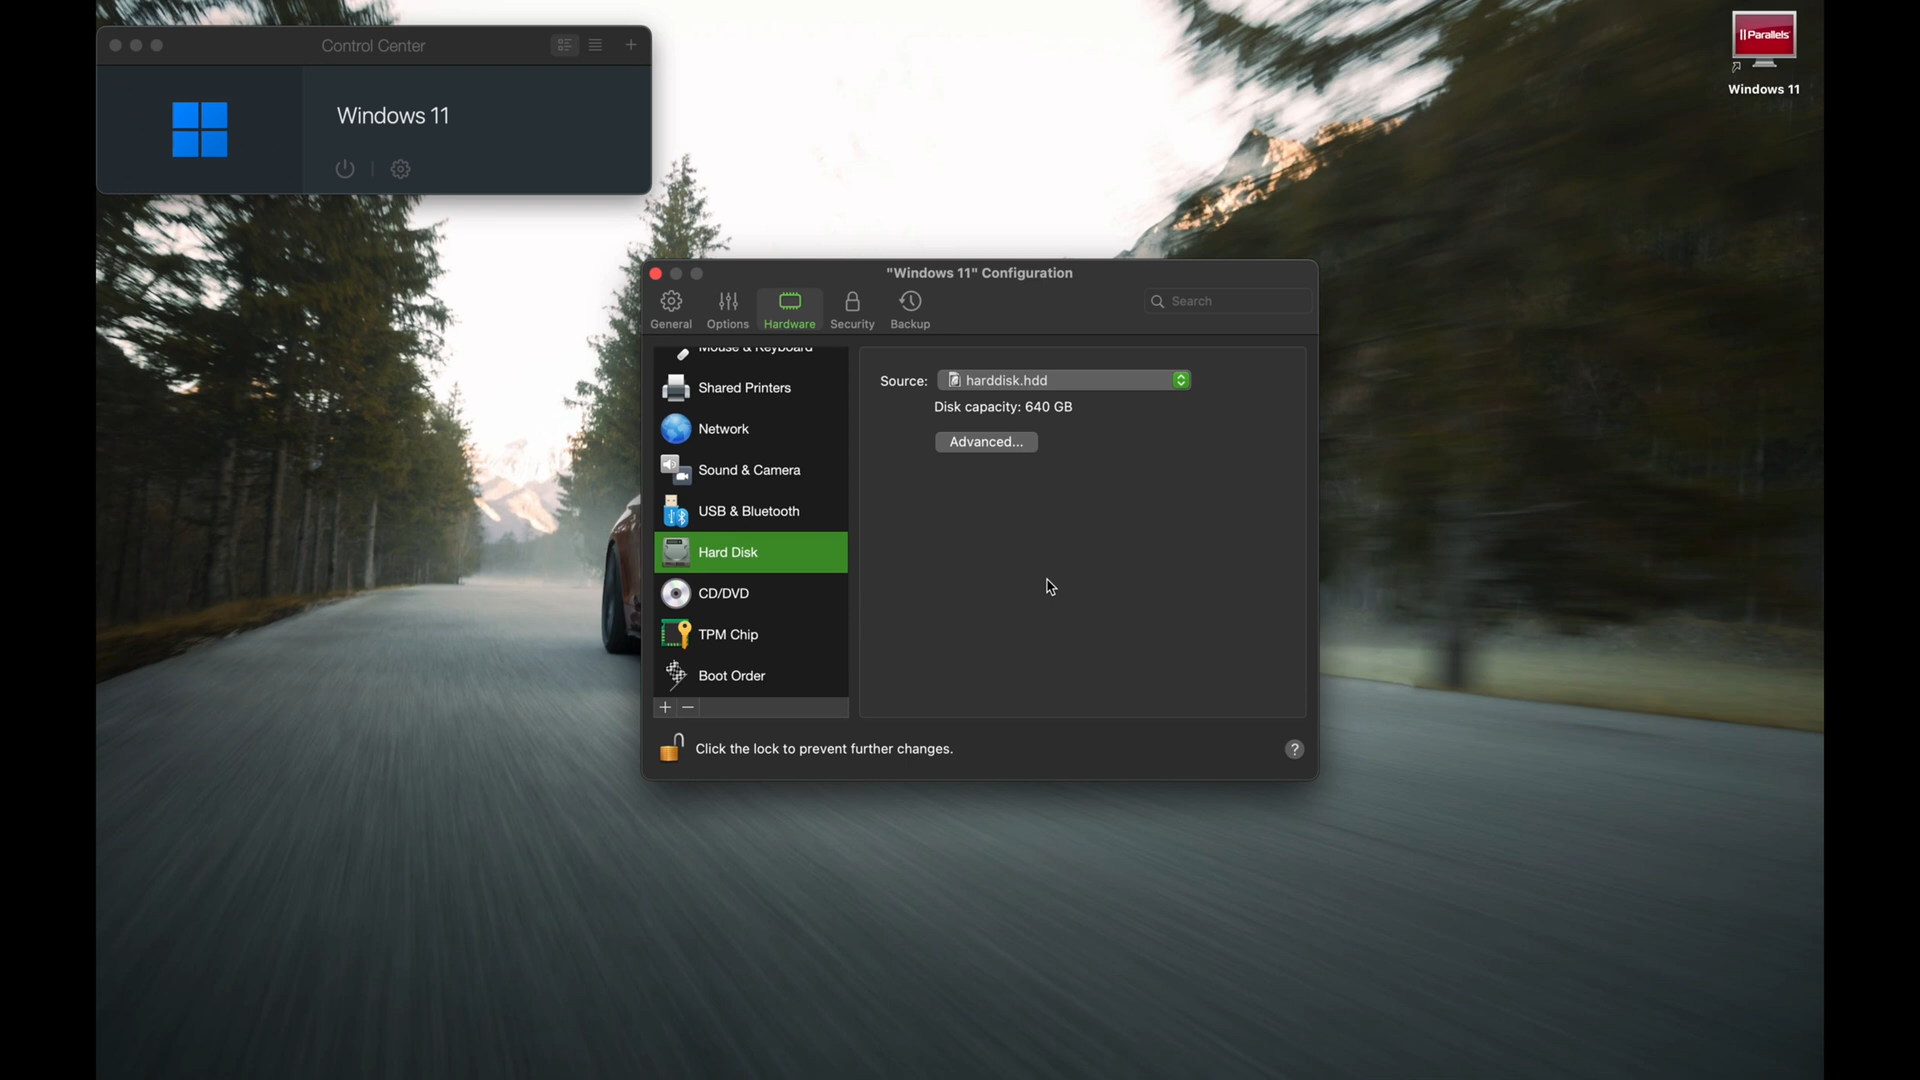 Control Center
Windows 11
Parallels
Windows 11
"Windows 11" Configuration
General
Options
Hardware
Security
Backup
Search
Mouse & Keyboard
Shared Printers
Network
Sound & Camera
USB & Bluetooth
Hard Disk
CD/DVD
TPM Chip
Boot Order
Source:
harddisk.hdd
Disk capacity: 640 GB
Advanced...
Click the lock to prevent further changes.
?